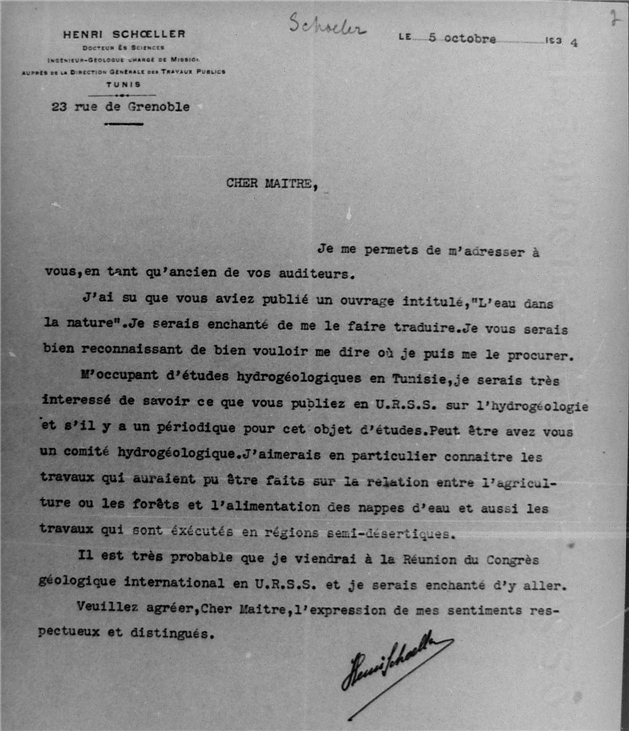 Schoeler
2
HENRI SCHŒLLER
DOCTEUR ÈS SCIENCES
INGÉNIEUR-GÉOLOGUE CHARGÉ DE MISSION
AUPRÈS DE LA DIRECTION GÉNÉRALE DES TRAVAUX PUBLICS
TUNIS
23 rue de Grenoble
LE 5 octobre 1934
CHER MAITRE,
Je me permets de m'adresser à
vous,en tant qu'ancien de vos auditeurs.
J'ai su que vous aviez publié un ouvrage intitulé,"L'eau dans
la nature".Je serais enchanté de me le faire traduire.Je vous serais
bien reconnaissant de bien vouloir me dire où je puis me le procurer.
M'occupant d'études hydrogéologiques en Tunisie,je serais très
interessé de savoir ce que vous publiez en U.R.S.S. sur l'hydrogéologie
et s'il y a un périodique pour cet objet d'études.Peut être avez vous
un comité hydrogéologique.J'aimerais en particulier connaitre les
travaux qui auraient pu être faits sur la relation entre l'agricul-
ture ou les forêts et l'alimentation des nappes d'eau et aussi les
travaux qui sont éxécutés en régions semi-désertiques.
Il est très probable que je viendrai à la Réunion du Congrès
géologique international en U.R.S.S. et je serais enchanté d'y aller.
Veuillez agréer,Cher Maitre,l'expression de mes sentiments res-
pectueux et distingués.
Henri Schoeller